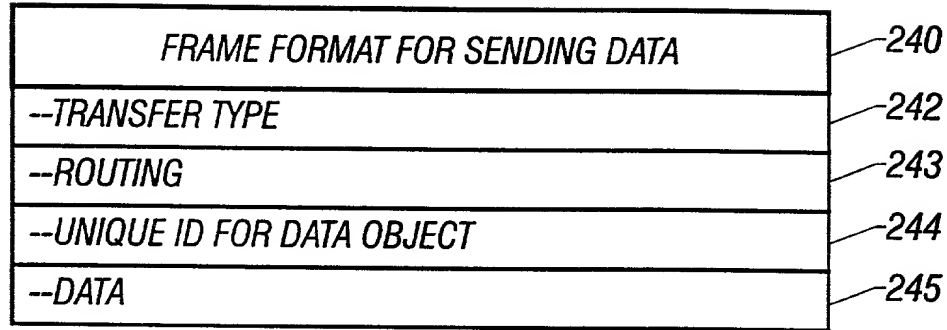 FRAME FORMAT FOR SENDING DATA 240
--TRANSFER TYPE 242
--ROUTING 243
--UNIQUE ID FOR DATA OBJECT 244
--DATA 245